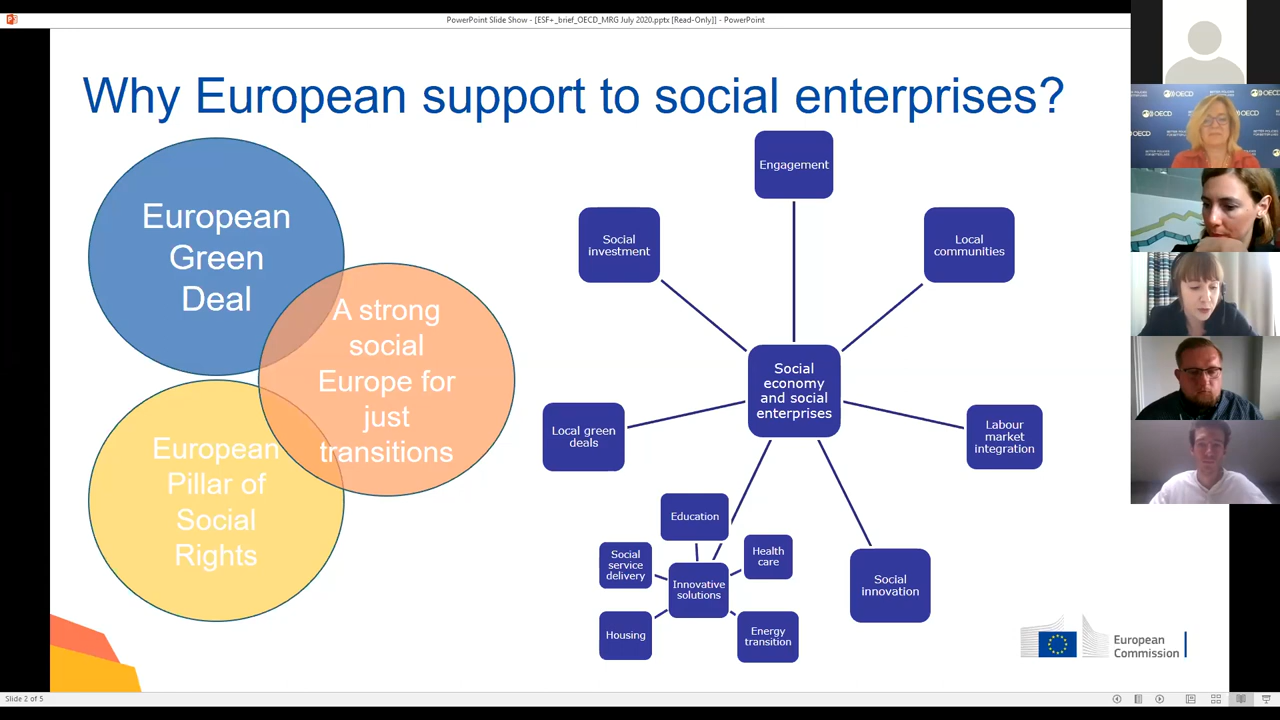 PowerPoint Slide Show - [ESF+_brief_OECD_MRG July 2020.pptx [Read-Only]] - PowerPoint
Why European support to social enterprises?
European
Green
Deal
A strong
social
Europe for
just
transitions
European
Pillar of
Social
Rights
Engagement
Social
investment
Local
communities
Social
economy
and social
enterprises
Local green
deals
Labour
market
integration
Education
Social
service
delivery
Health
care
Innovative
solutions
Housing
Energy
transition
Social
innovation
European
Commission
OECD
OECD
OECD
Slide 2 of 5